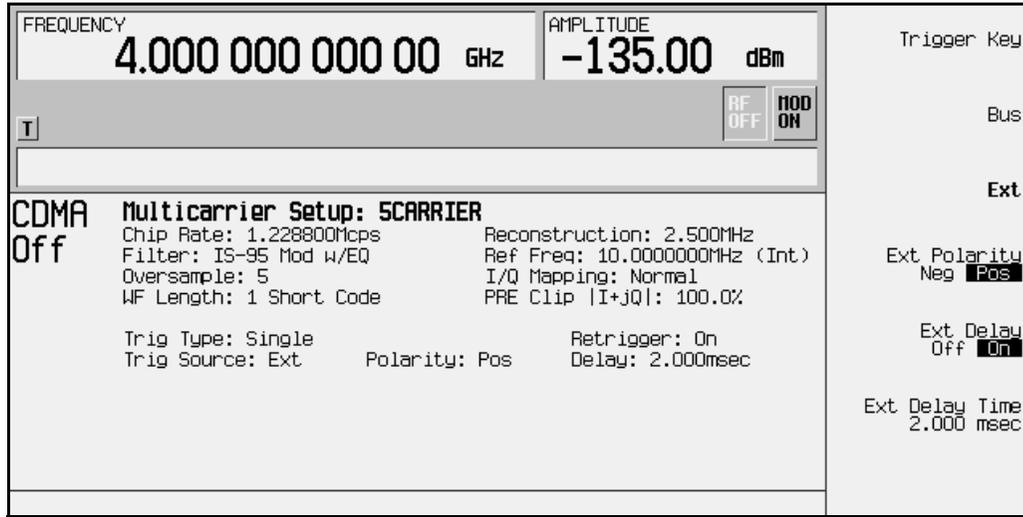 FREQUENCY
4.000 000 000 00 GHz
AMPLITUDE
-135.00 dBm
RF OFF
MOD ON
T
CDMA
Off
Multicarrier Setup: 5CARRIER
Chip Rate: 1.228800Mcps
Reconstruction: 2.500MHz
Filter: IS-95 Mod w/EQ
Ref Freq: 10.0000000MHz (Int)
Oversample: 5
I/Q Mapping: Normal
WF Length: 1 Short Code
PRE Clip |I+jQ|: 100.0%
Trig Type: Single
Retrigger: On
Trig Source: Ext
Polarity: Pos
Delay: 2.000msec
Trigger Key
Bus
Ext
Ext Polarity
Neg Pos
Ext Delay
Off On
Ext Delay Time
2.000 msec